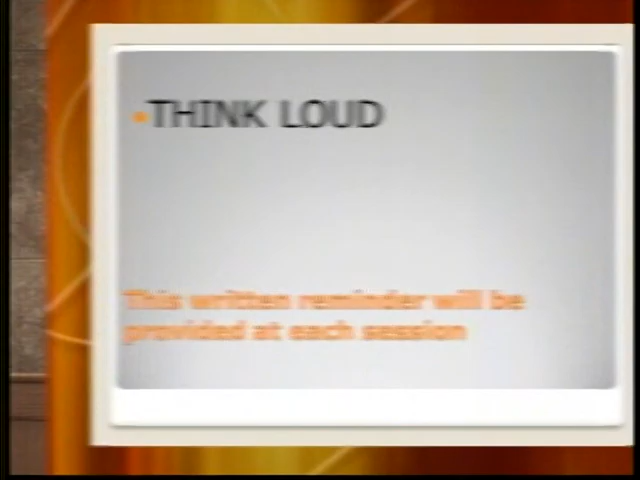 •THINK LOUD
This written reminder will be
provided at each session